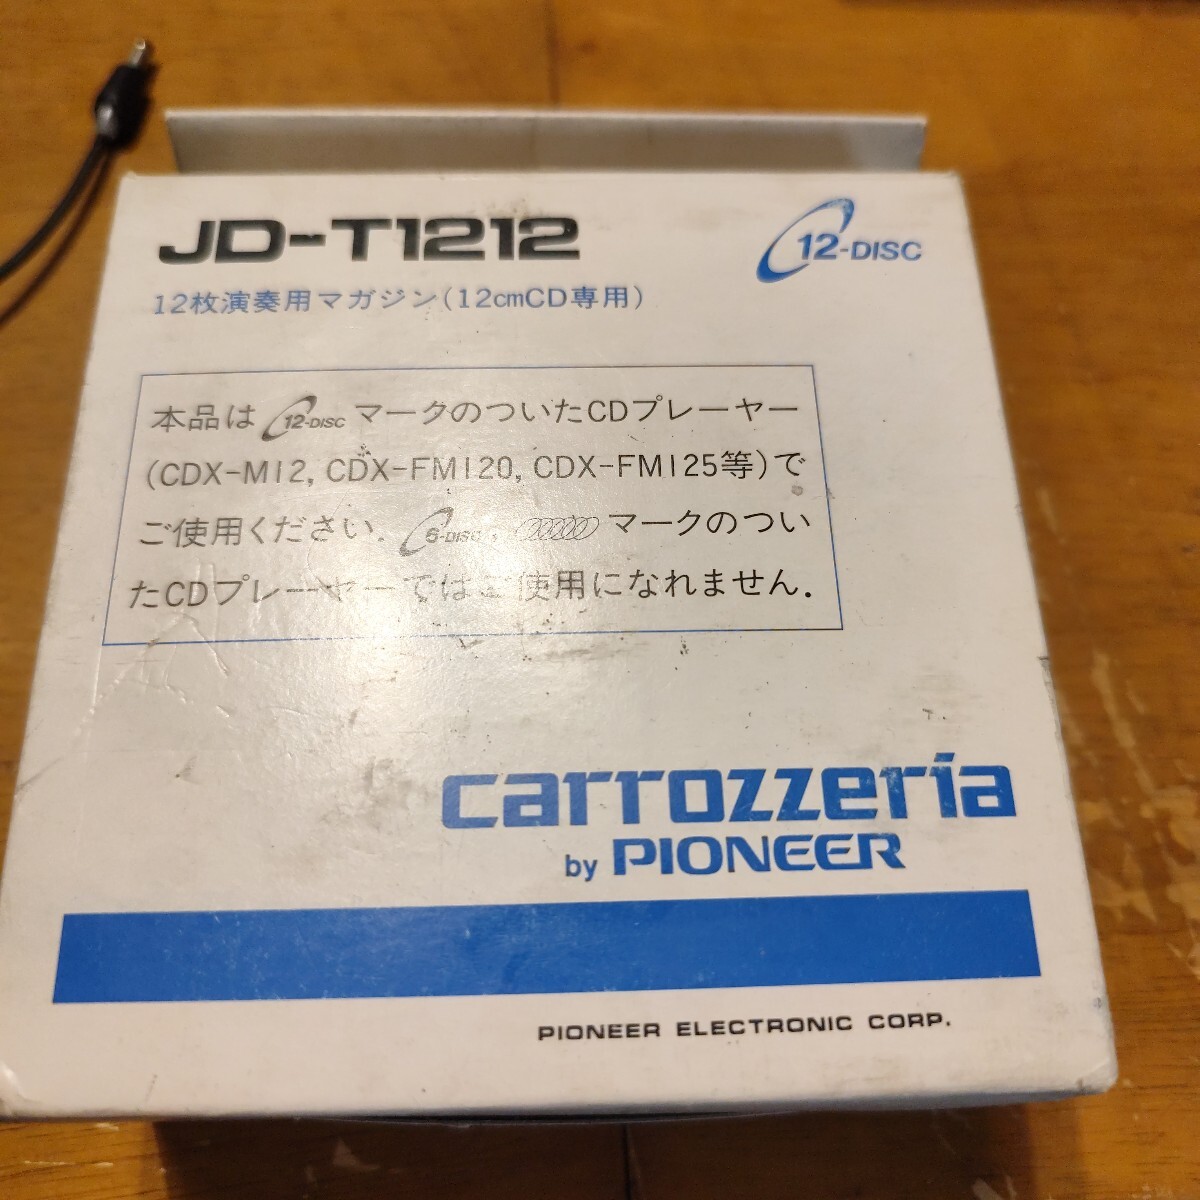 JD-T1212
12-DISC
12枚演奏用マガジン(12cmCD専用)
本品は 12-DISC マークのついたCDプレーヤー
(CDX-M12, CDX-FM120, CDX-FM125等)で
ご使用ください. 6-DISC, マークのつい
たCDプレーヤーではご使用になれません.
carrozzeria
by PIONEER
PIONEER ELECTRONIC CORP.